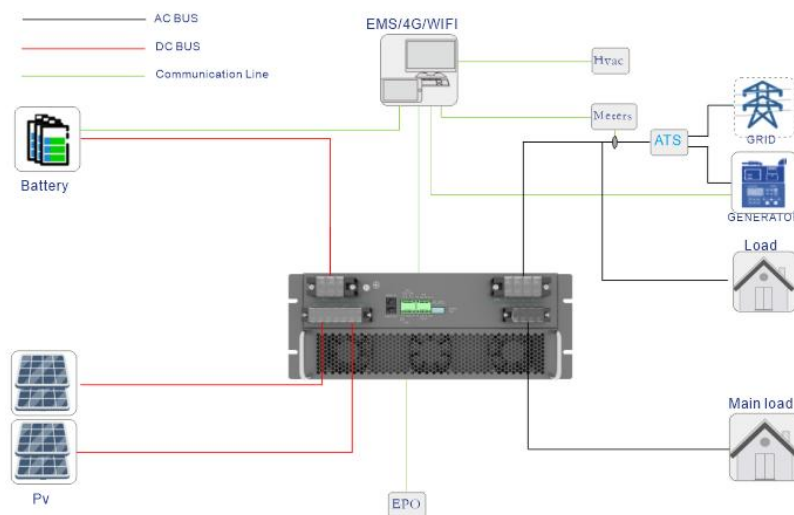 AC BUS
EMS/4G/WIFI
DC BUS
Communication Line
Hvac
Meters
ATS
GRID
Battery
GENERATOR
Load
Main load
Pv
EPO